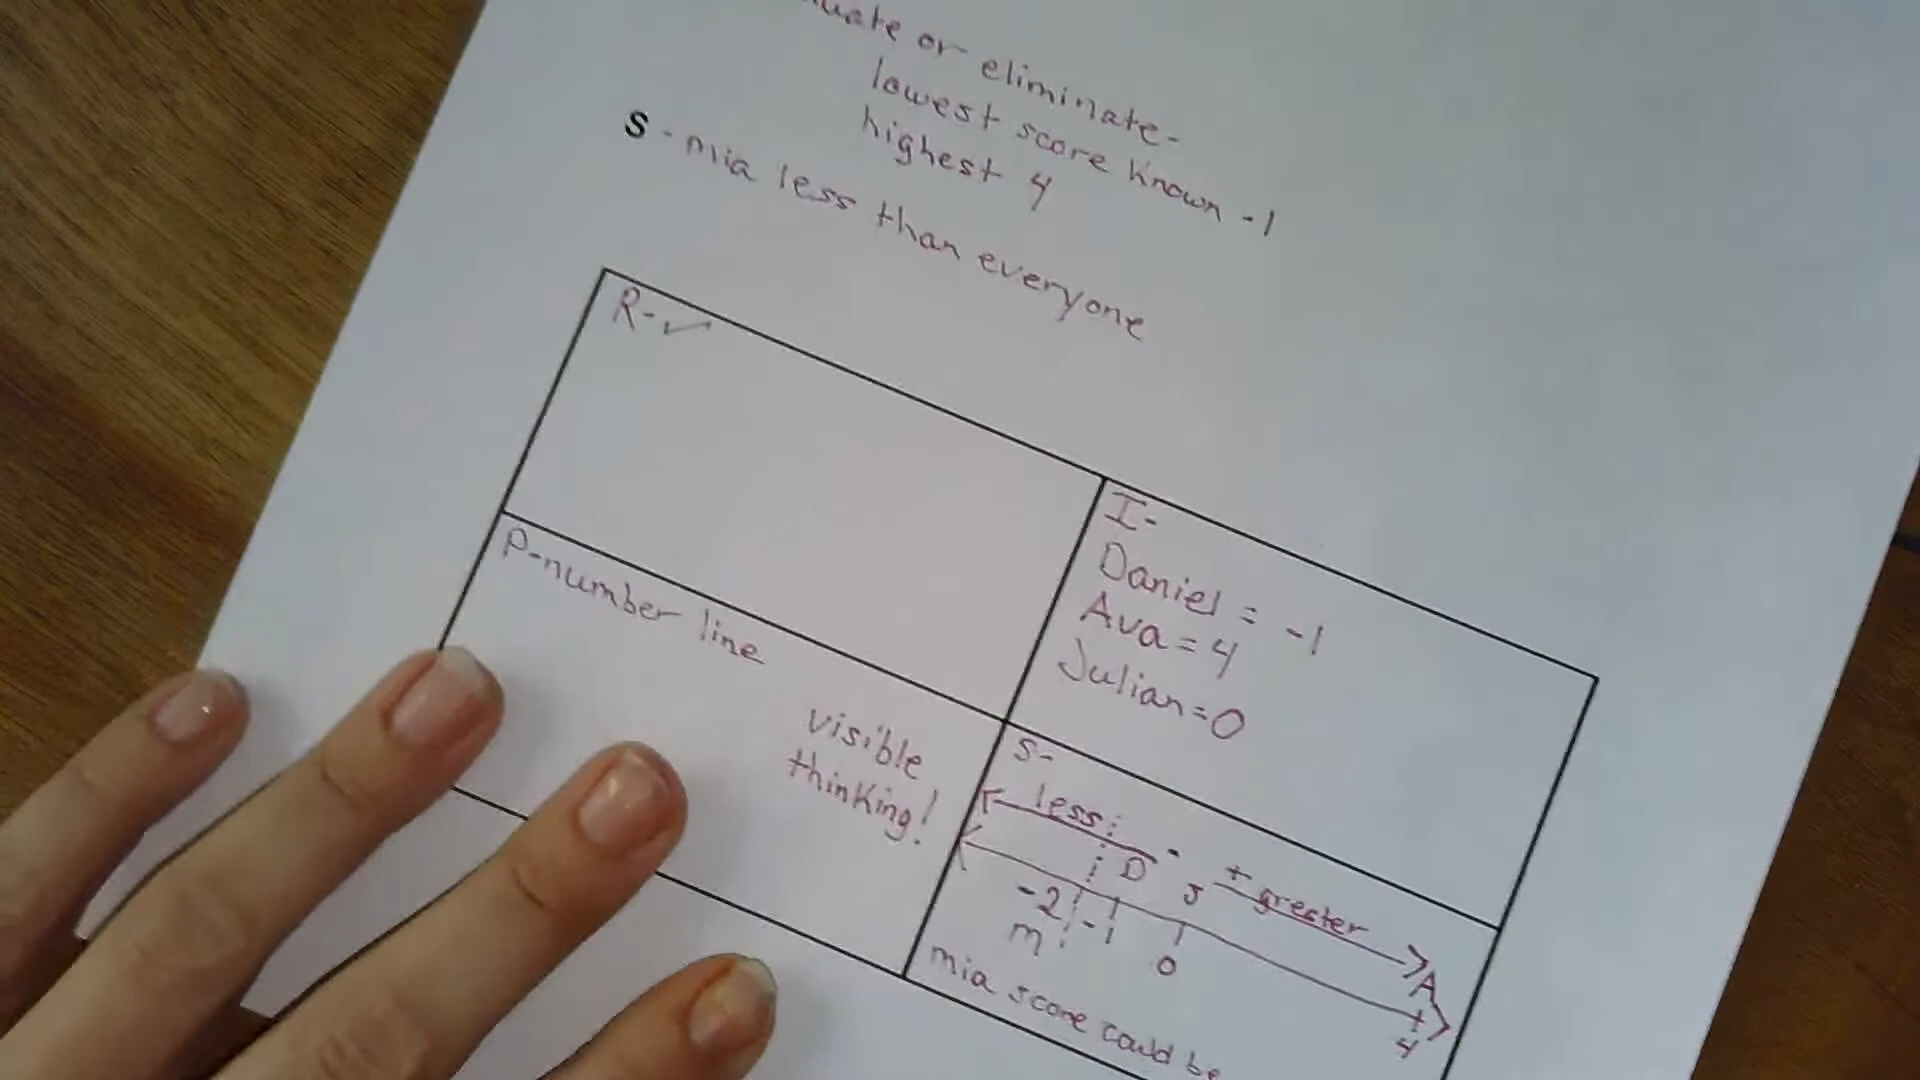 or eliminate-
lowest score known -1
highest 4
S - mia less than everyone
R-✓
I-
Daniel = -1
Ava = 4
Julian = 0
P-number line
visible
thinking!
S-
less: - + greater
D J A
-2 -1 0 4
m
mia score could be